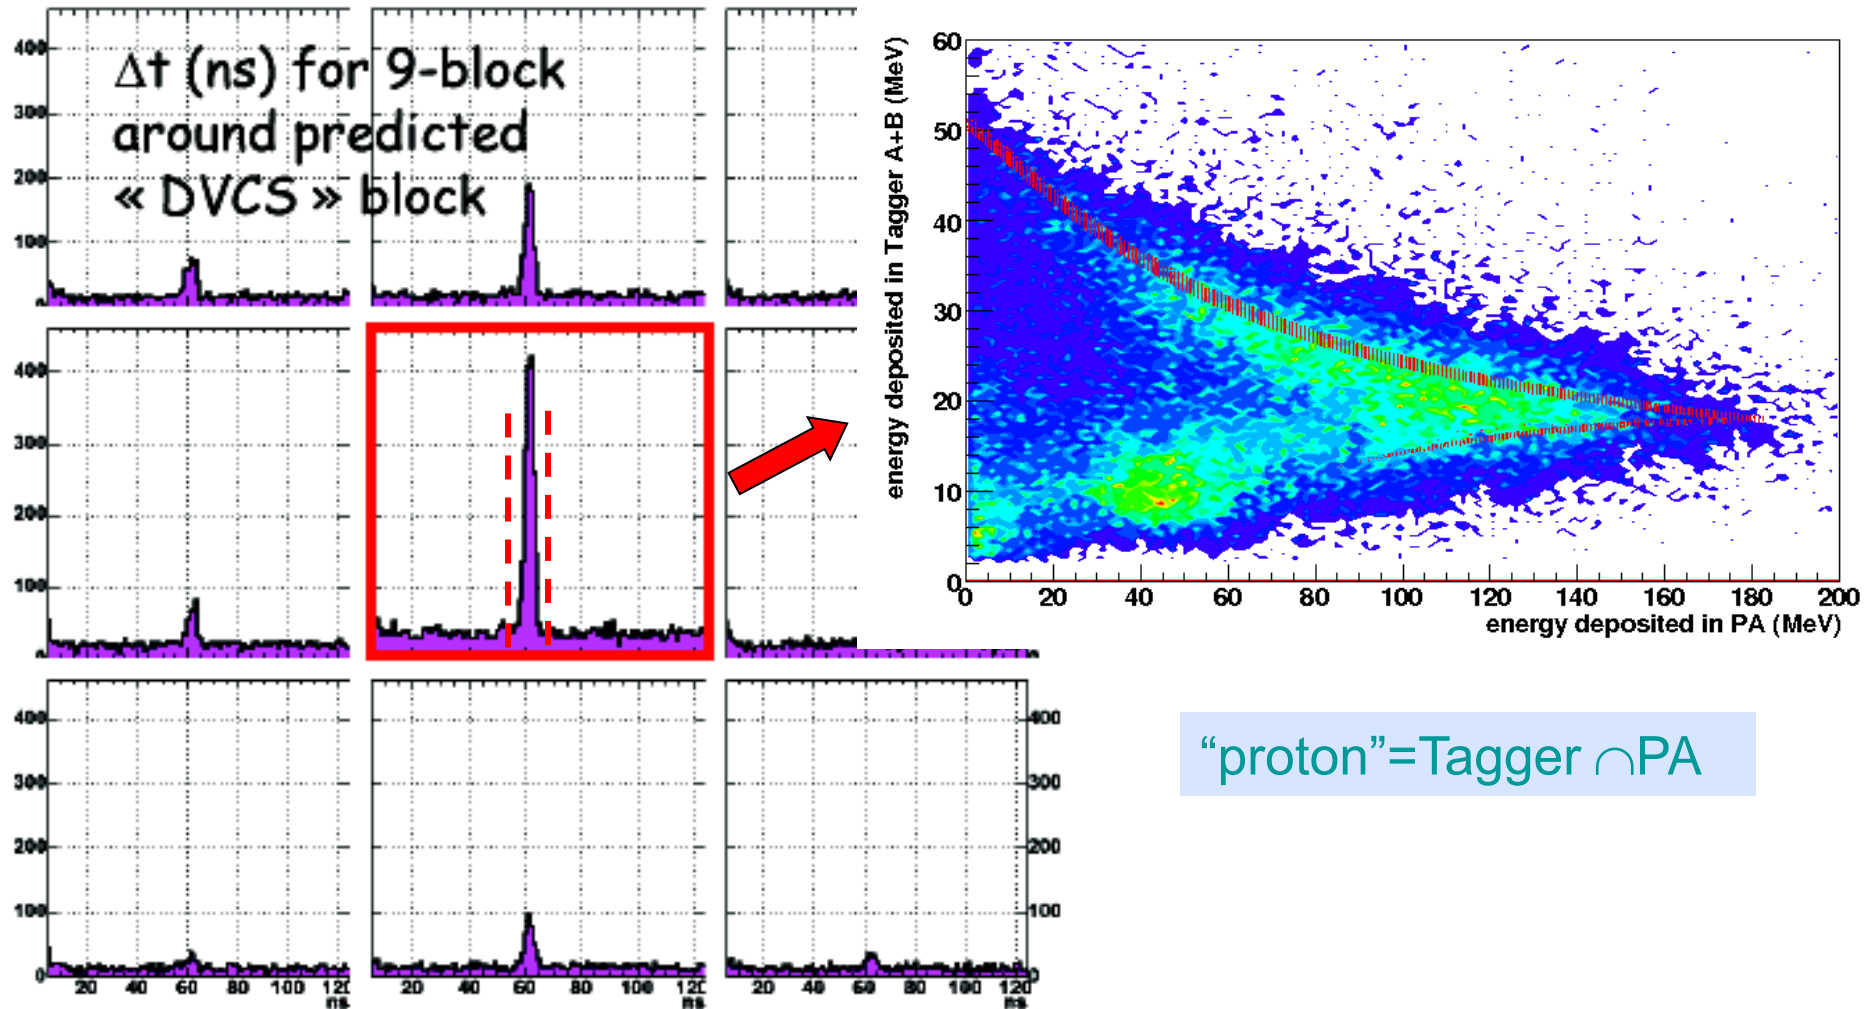 Δt (ns) for 9-block
around predicted
« DVCS » block
400
300
200
100
0
400
300
200
100
0
400
300
200
100
0
20 40 60 80 100 120
ns
20 40 60 80 100 120
ns
20 40 60 80 100 120
ns
400
300
200
100
0
energy deposited in Tagger A+B (MeV)
60
50
40
30
20
10
0
0 20 40 60 80 100 120 140 160 180 200
energy deposited in PA (MeV)
“proton”=Tagger ∩PA